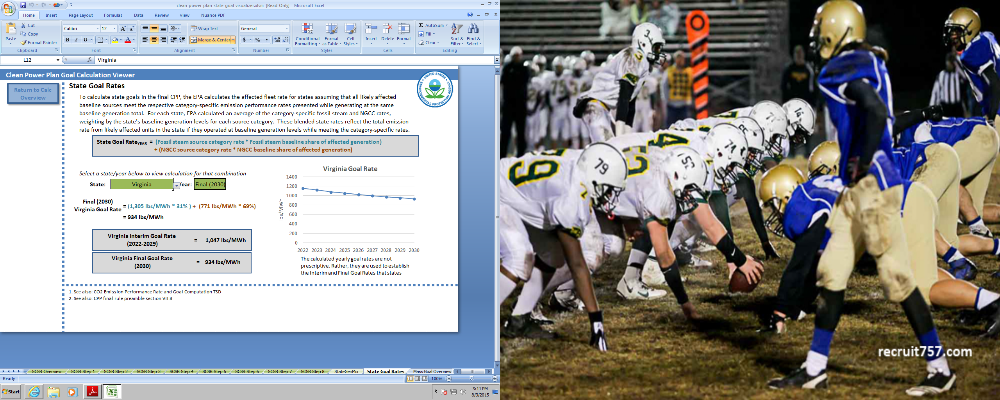 clean-power-plan-state-goal-visualizer.xlsm [Read-Only] - Microsoft Excel
Home Insert Page Layout Formulas Data Review View Nuance PDF
Paste
Cut
Copy
Format Painter
Clipboard
Calibri 12
B I U
Font
Wrap Text
Merge & Center
Alignment
General
$ % ,
Number
Conditional Formatting
Format as Table
Cell Styles
Styles
Insert Delete Format
Cells
Σ AutoSum
Fill
Clear
Sort & Filter
Find & Select
Editing
L12 fx Virginia
Clean Power Plan Goal Calculation Viewer
Return to Calc
Overview
UNITED STATES ENVIRONMENTAL PROTECTION AGENCY
State Goal Rates
To calculate state goals in the final CPP, the EPA calculates the affected fleet rate for states assuming that all likely affected
baseline sources meet the respective category-specific emission performance rates presented while generating at the same
baseline generation total. For each state, EPA calculated an average of the category-specific fossil steam and NGCC rates,
weighting by the state's baseline generation levels for each source category. These blended state rates reflect the total emission
rate from likely affected units in the state if they operated at baseline generation levels while meeting the category-specific rates.
State Goal RateYEAR = (Fossil steam source category rate * Fossil steam baseline share of affected generation)
+ (NGCC source category rate * NGCC baseline share of affected generation)
Select a state/year below to view calculation for that combination
State: Virginia Year: Final (2030)
Final (2030)
Virginia Goal Rate = (1,305 lbs/MWh * 31% ) + (771 lbs/MWh * 69%)
= 934 lbs/MWh
Virginia Interim Goal Rate
(2022-2029)
= 1,047 lbs/MWh
Virginia Final Goal Rate
(2030)
= 934 lbs/MWh
Virginia Goal Rate
1400
1200
1000
800
600
400
200
0
lbs/MWh
2022 2023 2024 2025 2026 2027 2028 2029 2030
The calculated yearly goal rates are not
prescriptive. Rather, they are used to establish
the Interim and Final Goal Rates that states
1. See also: CO2 Emission Performance Rate and Goal Computation TSD
2. See also: CPP final rule preamble section VII.B
SCSR Overview SCSR Step 1 SCSR Step 2 SCSR Step 3 SCSR Step 4 SCSR Step 5 SCSR Step 6 SCSR Step 7 SCSR Step 8 StateGenMix State Goal Rates Mass Goal Overview
Ready 100%
Start
3:11 PM
8/3/2015
3
3
79
79
52
74
4
recruit757.com